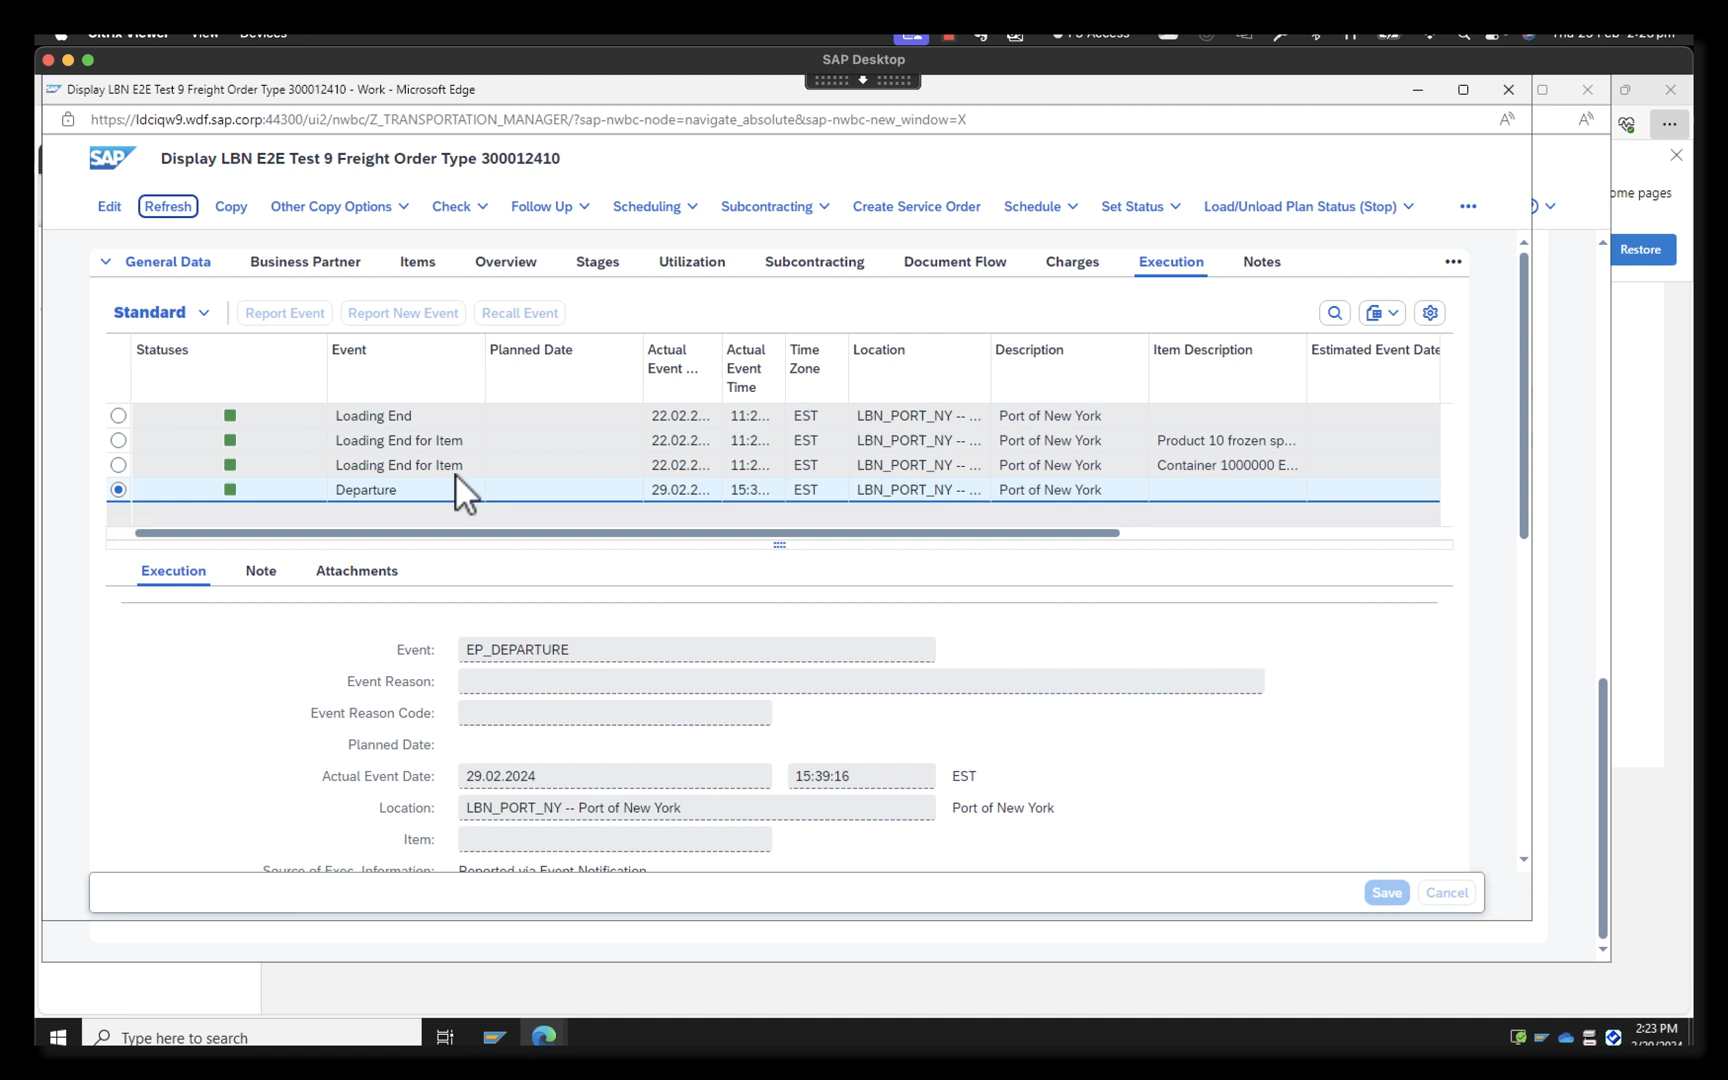 SAP Desktop
Display LBN E2E Test 9 Freight Order Type 300012410 - Work - Microsoft Edge
https://ldciqw9.wdf.sap.corp:44300/ui2/nwbc/Z_TRANSPORTATION_MANAGER/?sap-nwbc-node=navigate_absolute&sap-nwbc-new_window=X
SAP Display LBN E2E Test 9 Freight Order Type 300012410
Edit Refresh Copy Other Copy Options Check Follow Up Scheduling Subcontracting Create Service Order Schedule Set Status Load/Unload Plan Status (Stop) ome pages
Restore
General Data Business Partner Items Overview Stages Utilization Subcontracting Document Flow Charges Execution Notes
Standard Report Event Report New Event Recall Event
Statuses Event Planned Date Actual Event ... Actual Event Time Time Zone Location Description Item Description Estimated Event Date
Loading End 22.02.2... 11:2... EST LBN_PORT_NY -- ... Port of New York
Loading End for Item 22.02.2... 11:2... EST LBN_PORT_NY -- ... Port of New York Product 10 frozen sp...
Loading End for Item 22.02.2... 11:2... EST LBN_PORT_NY -- ... Port of New York Container 1000000 E...
Departure 29.02.2... 15:3... EST LBN_PORT_NY -- ... Port of New York
Execution Note Attachments
Event: EP_DEPARTURE
Event Reason:
Event Reason Code:
Planned Date:
Actual Event Date: 29.02.2024 15:39:16 EST
Location: LBN_PORT_NY -- Port of New York Port of New York
Item:
Source of Exec. Information: Reported via Event Notification
Save Cancel
Type here to search
2:23 PM